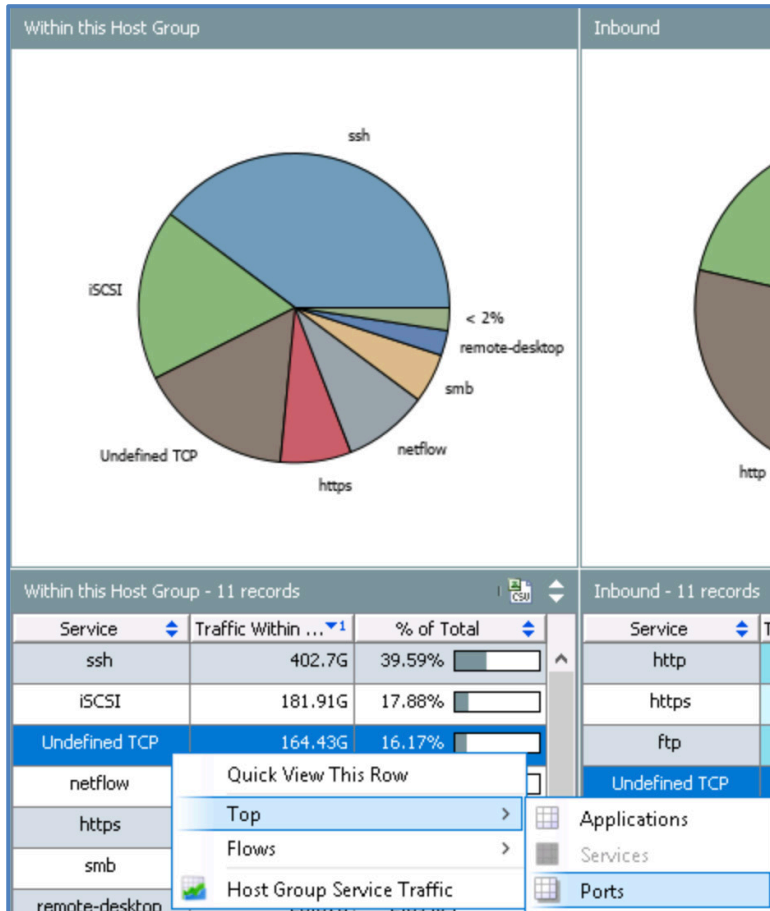 Within this Host Group
Inbound
ssh
iSCSI
< 2%
remote-desktop
smb
netflow
Undefined TCP
https
http
Within this Host Group - 11 records
CSV
Inbound - 11 records
Service Traffic Within ... 1 % of Total
Service T
ssh 402.7G 39.59%
http
iSCSI 181.91G 17.88%
https
Undefined TCP 164.43G 16.17%
ftp
netflow
Quick View This Row
Undefined TCP
https
Top
Applications
smb
Flows
Services
remote-desktop
Host Group Service Traffic
Ports